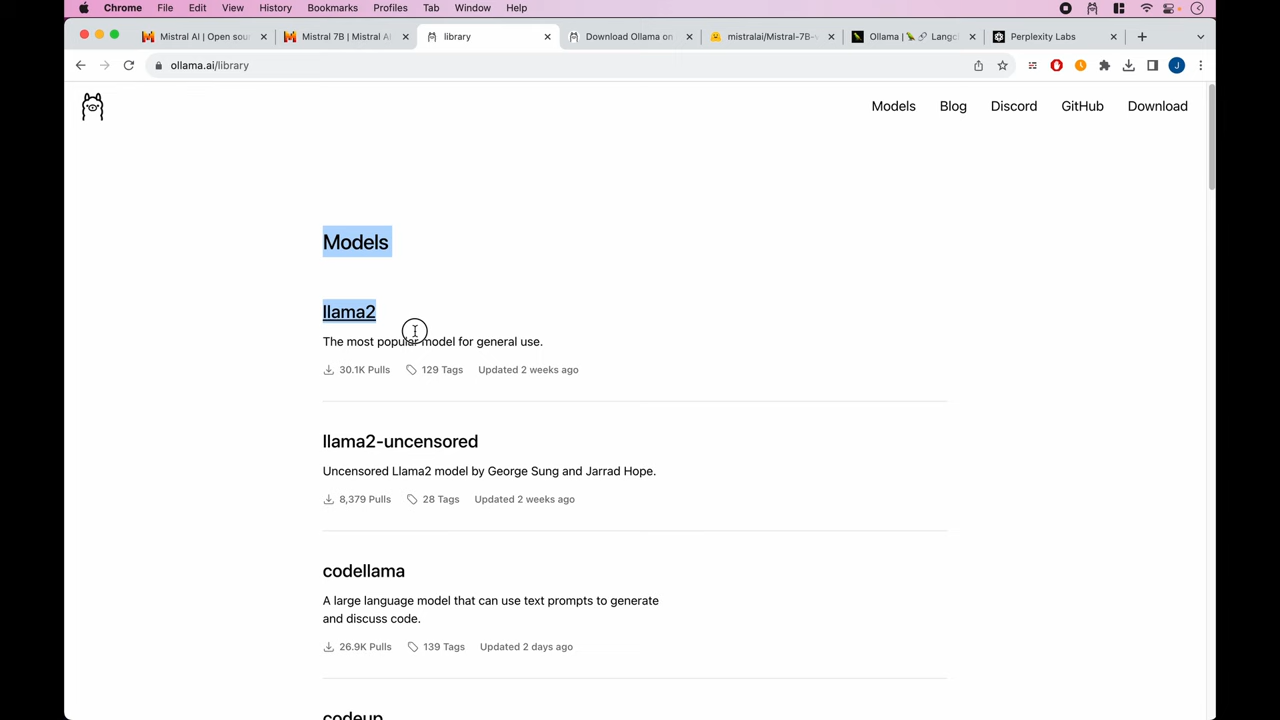 Chrome File Edit View History Bookmarks Profiles Tab Window Help
Mistral AI | Open sou
Mistral 7B | Mistral A
library
Download Ollama on
mistralai/Mistral-7B-
Ollama | 🦜️🔗 Langc
Perplexity Labs
ollama.ai/library
J
Models Blog Discord GitHub Download
Models
llama2
The most popular model for general use.
30.1K Pulls 129 Tags Updated 2 weeks ago
llama2-uncensored
Uncensored Llama2 model by George Sung and Jarrad Hope.
8,379 Pulls 28 Tags Updated 2 weeks ago
codellama
A large language model that can use text prompts to generate
and discuss code.
26.9K Pulls 139 Tags Updated 2 days ago
codeup